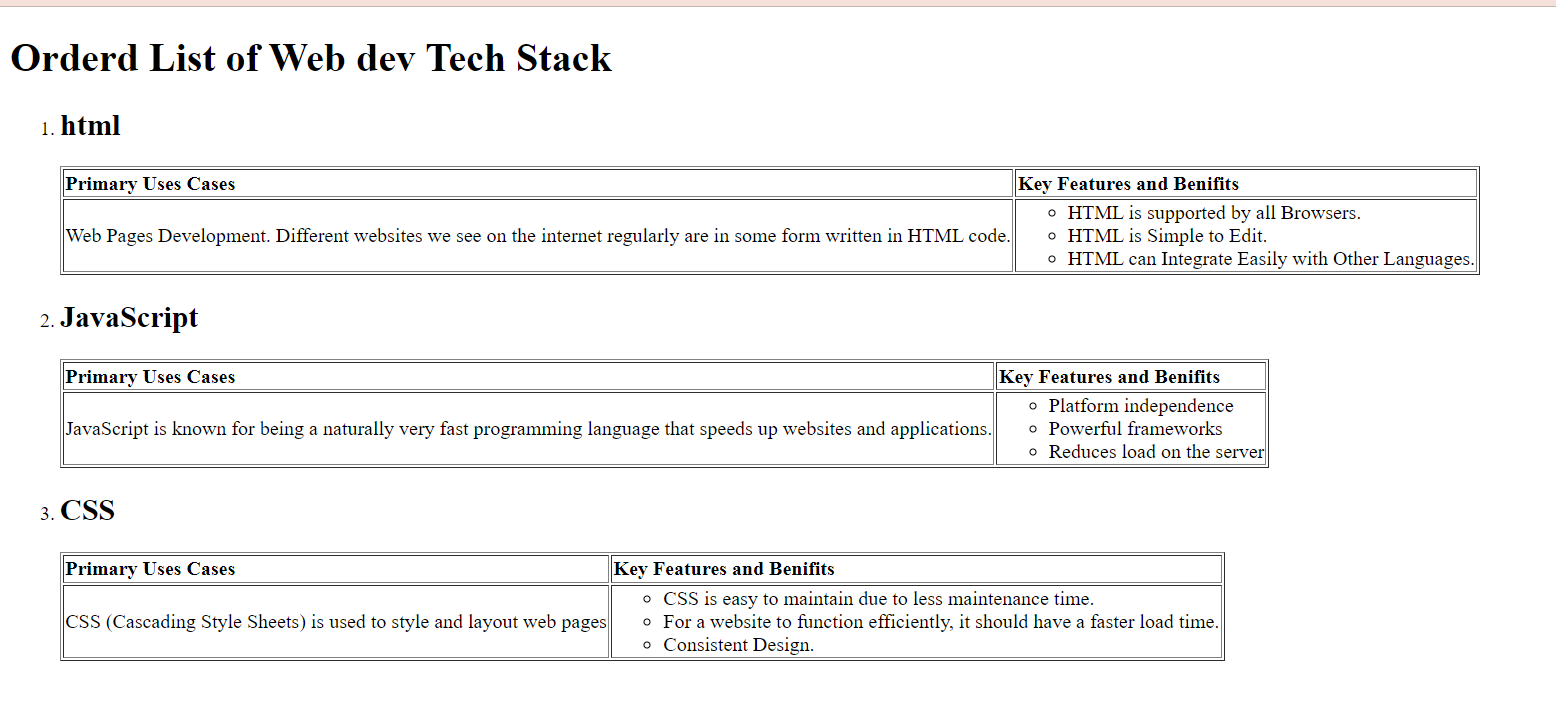 Orderd List of Web dev Tech Stack
1. html
Primary Uses Cases
Key Features and Benifits
Web Pages Development. Different websites we see on the internet regularly are in some form written in HTML code.
HTML is supported by all Browsers.
HTML is Simple to Edit.
HTML can Integrate Easily with Other Languages.
2. JavaScript
Primary Uses Cases
Key Features and Benifits
JavaScript is known for being a naturally very fast programming language that speeds up websites and applications.
Platform independence
Powerful frameworks
Reduces load on the server
3. CSS
Primary Uses Cases
Key Features and Benifits
CSS (Cascading Style Sheets) is used to style and layout web pages
CSS is easy to maintain due to less maintenance time.
For a website to function efficiently, it should have a faster load time.
Consistent Design.